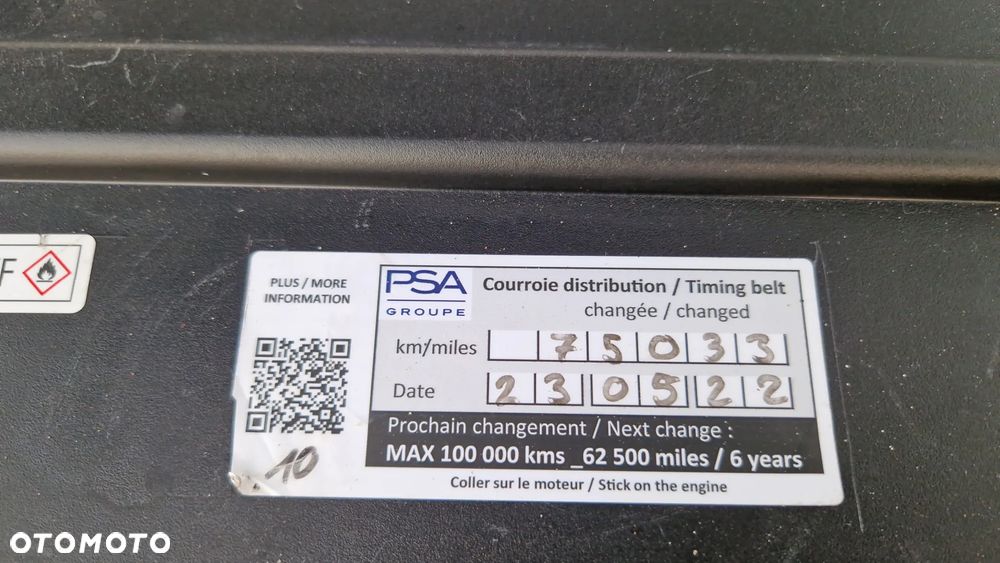 F
PLUS / MORE
INFORMATION
PSA
GROUPE
Courroie distribution / Timing belt
changée / changed
km/miles 75033
Date 230522
Prochain changement / Next change :
MAX 100 000 kms _62 500 miles / 6 years
Coller sur le moteur / Stick on the engine
10
OTOMOTO